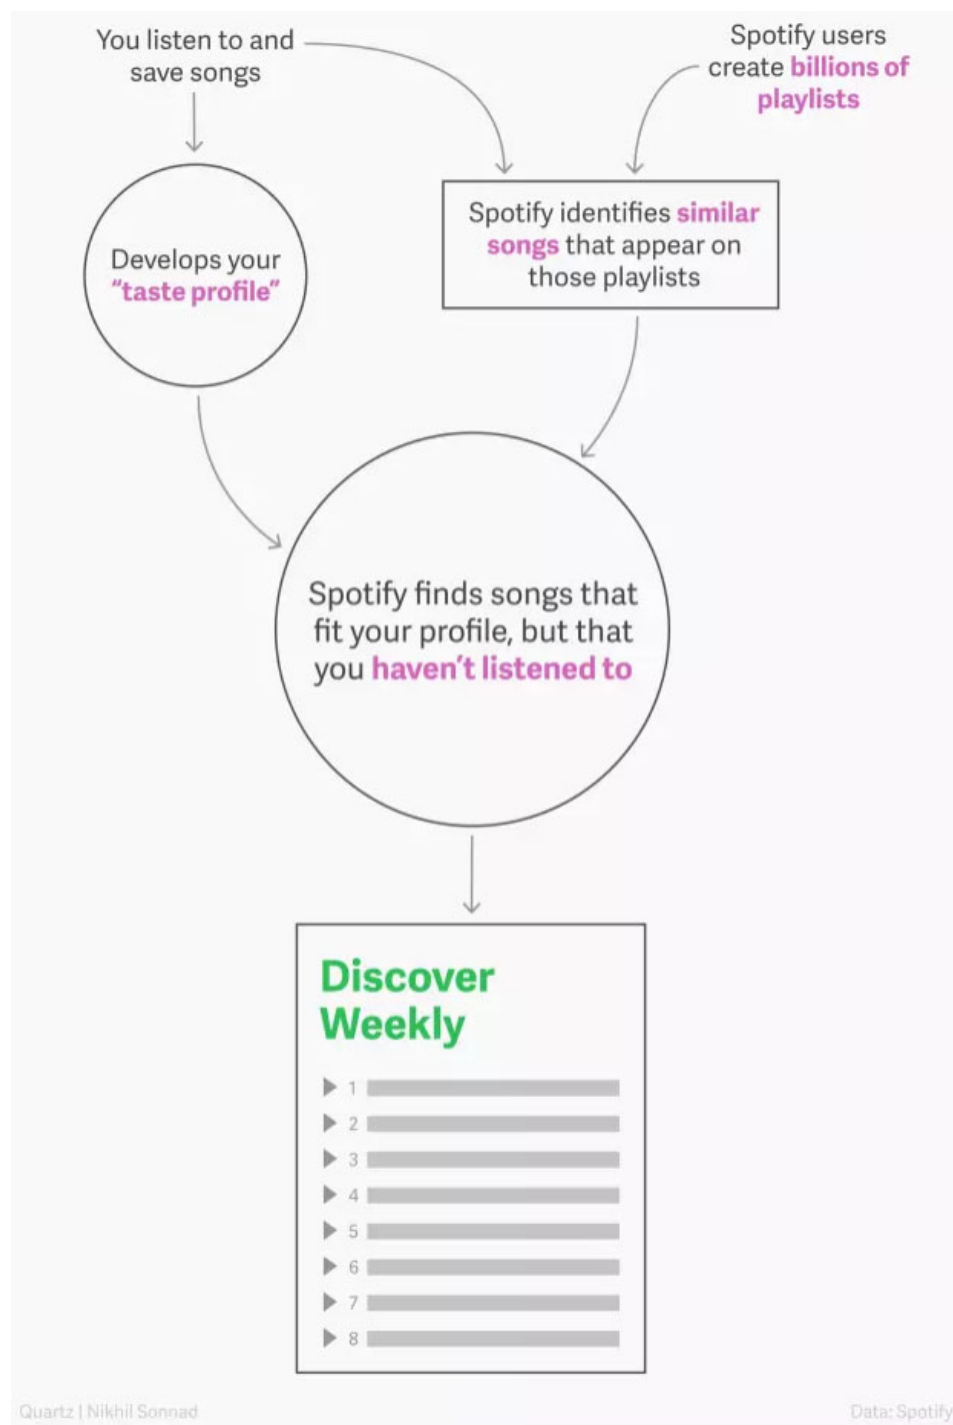 You listen to and
save songs
Spotify users
create billions of
playlists
Develops your
“taste profile”
Spotify identifies similar
songs that appear on
those playlists
Spotify finds songs that
fit your profile, but that
you haven’t listened to
Discover
Weekly
1
2
3
4
5
6
7
8
Quartz | Nikhil Sonnad
Data: Spotify